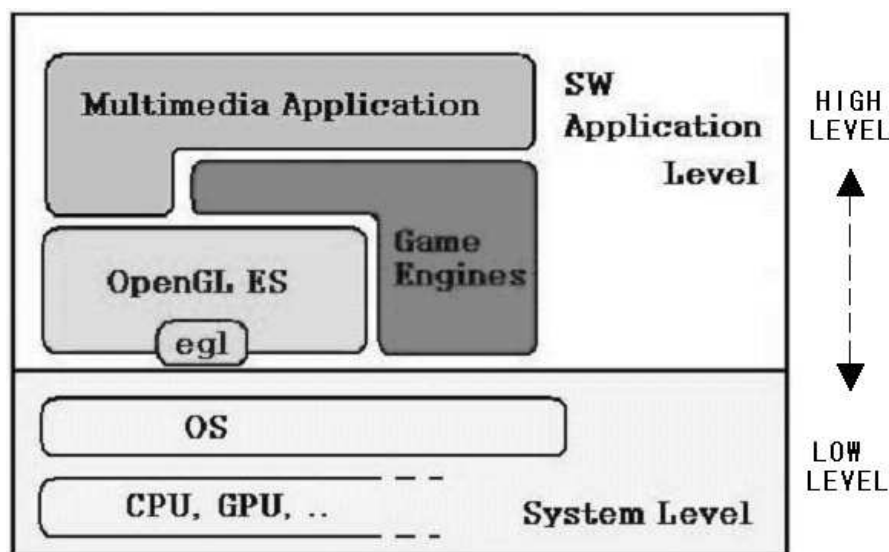 Multimedia Application
SW
Application
Level
HIGH
LEVEL
Game
Engines
OpenGL ES
egl
OS
CPU, GPU, ..
System Level
LOW
LEVEL